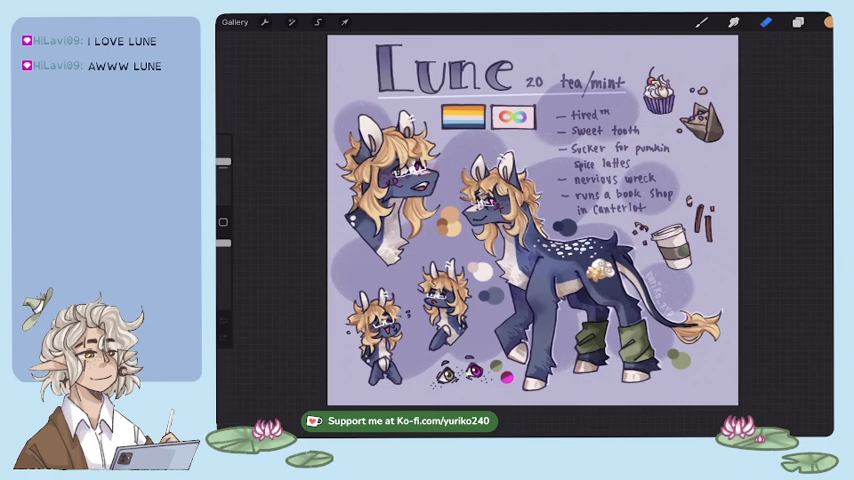 Gallery
HiLavi09: I LOVE LUNE
HiLavi09: AWWW LUNE
Lune 20 tea/mint
- tired™
- sweet tooth
- sucker for pumkin
spice lattes
- nervious wreck
- runs a book shop
in Canterlot
Support me at Ko-fi.com/yuriko240